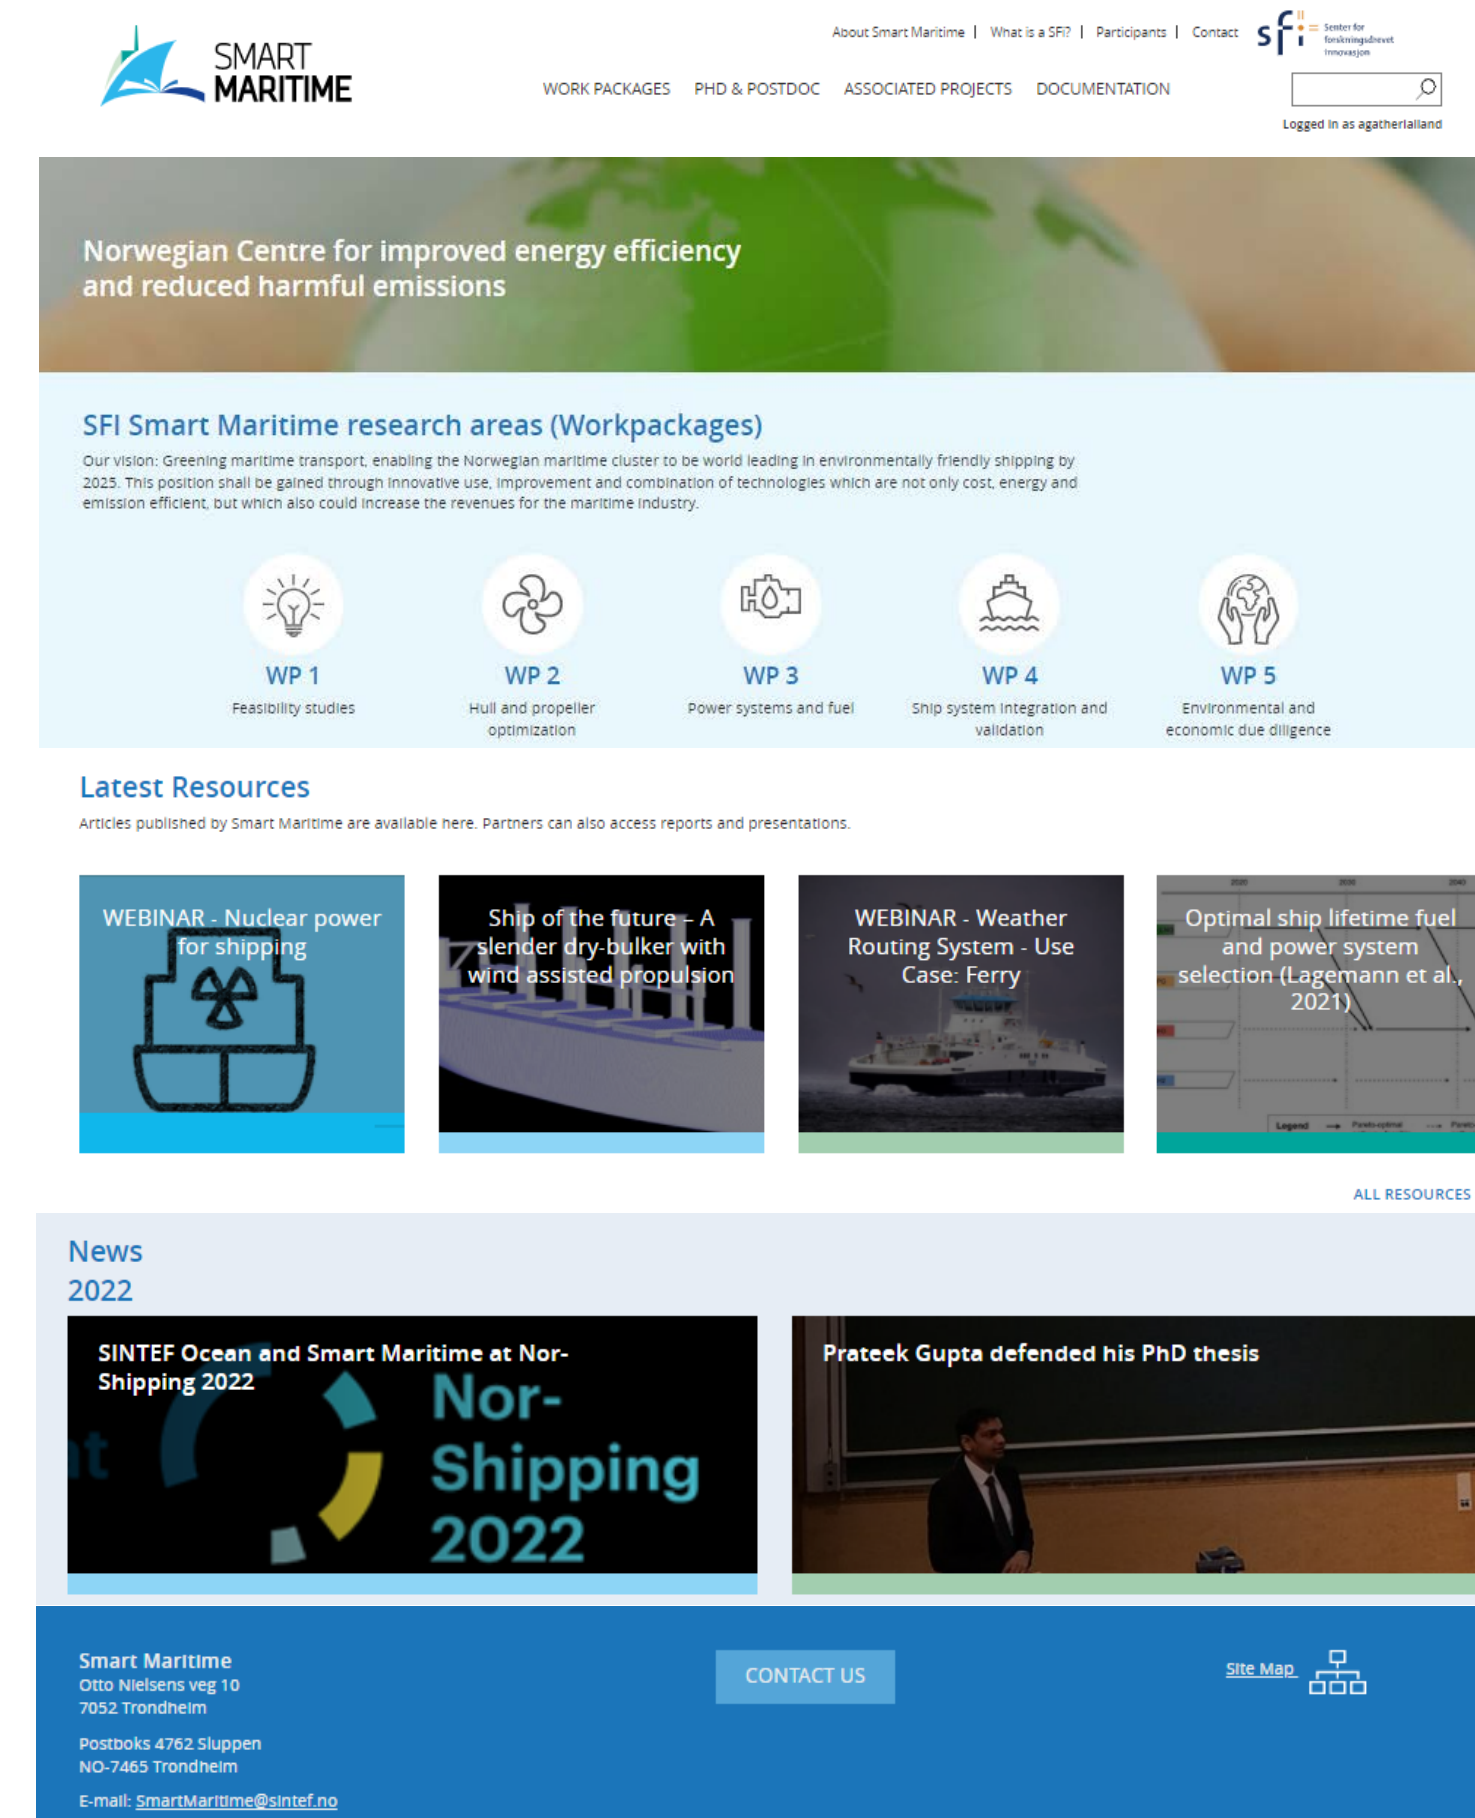 SMART
MARITIME
About Smart Maritime | What is a SFI? | Participants | Contact
sfi
Senter for
forskningsdrevet
innovasjon
WORK PACKAGES PHD & POSTDOC ASSOCIATED PROJECTS DOCUMENTATION
Logged in as agatherialland
Norwegian Centre for improved energy efficiency
and reduced harmful emissions
SFI Smart Maritime research areas (Workpackages)
Our vision: Greening maritime transport, enabling the Norwegian maritime cluster to be world leading in environmentally friendly shipping by
2025. This position shall be gained through innovative use, improvement and combination of technologies which are not only cost, energy and
emission efficient, but which also could increase the revenues for the maritime industry.
WP 1
Feasibility studies
WP 2
Hull and propeller
optimization
WP 3
Power systems and fuel
WP 4
Ship system integration and
validation
WP 5
Environmental and
economic due diligence
Latest Resources
Articles published by Smart Maritime are available here. Partners can also access reports and presentations.
WEBINAR - Nuclear power
for shipping
Ship of the future – A
slender dry-bulker with
wind assisted propulsion
WEBINAR - Weather
Routing System - Use
Case: Ferry
2020 2030 2040
Optimal ship lifetime fuel
and power system
selection (Lagemann et al.,
2021)
Legend Pareto-optimal
ALL RESOURCES
News
2022
SINTEF Ocean and Smart Maritime at Nor-
Shipping 2022
Nor-
Shipping
2022
Prateek Gupta defended his PhD thesis
Smart Maritime
Otto Nielsens veg 10
7052 Trondheim
Postboks 4762 Sluppen
NO-7465 Trondheim
E-mail: SmartMaritime@sintef.no
CONTACT US
Site Map